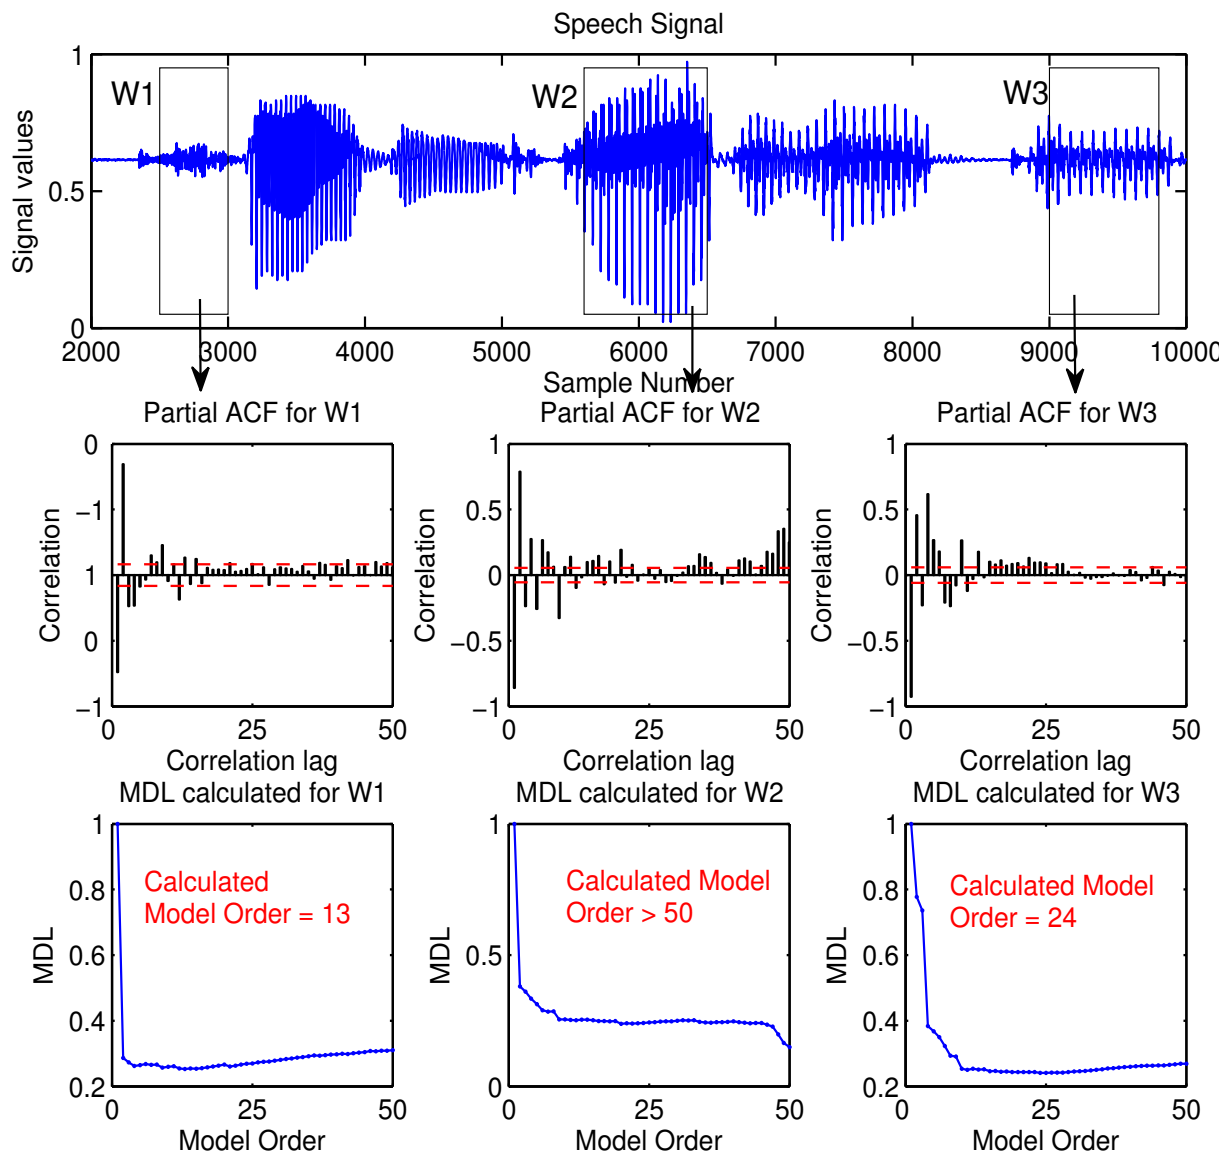 Speech Signal
1
0.5
0
Signal values
W1
W2
W3
2000 3000 4000 5000 6000 7000 8000 9000 10000
Sample Number
Partial ACF for W1
Partial ACF for W2
Partial ACF for W3
0
−1
1
0
−1
Correlation
0 25 50
Correlation lag
1
0.5
0
−0.5
−1
Correlation
0 25 50
Correlation lag
1
0.5
0
−0.5
−1
Correlation
0 25 50
Correlation lag
MDL calculated for W1
MDL calculated for W2
MDL calculated for W3
1
0.8
0.6
0.4
0.2
MDL
Calculated
Model Order = 13
0 25 50
Model Order
1
0.5
0
MDL
Calculated Model
Order > 50
0 25 50
Model Order
1
0.8
0.6
0.4
0.2
MDL
Calculated Model
Order = 24
0 25 50
Model Order